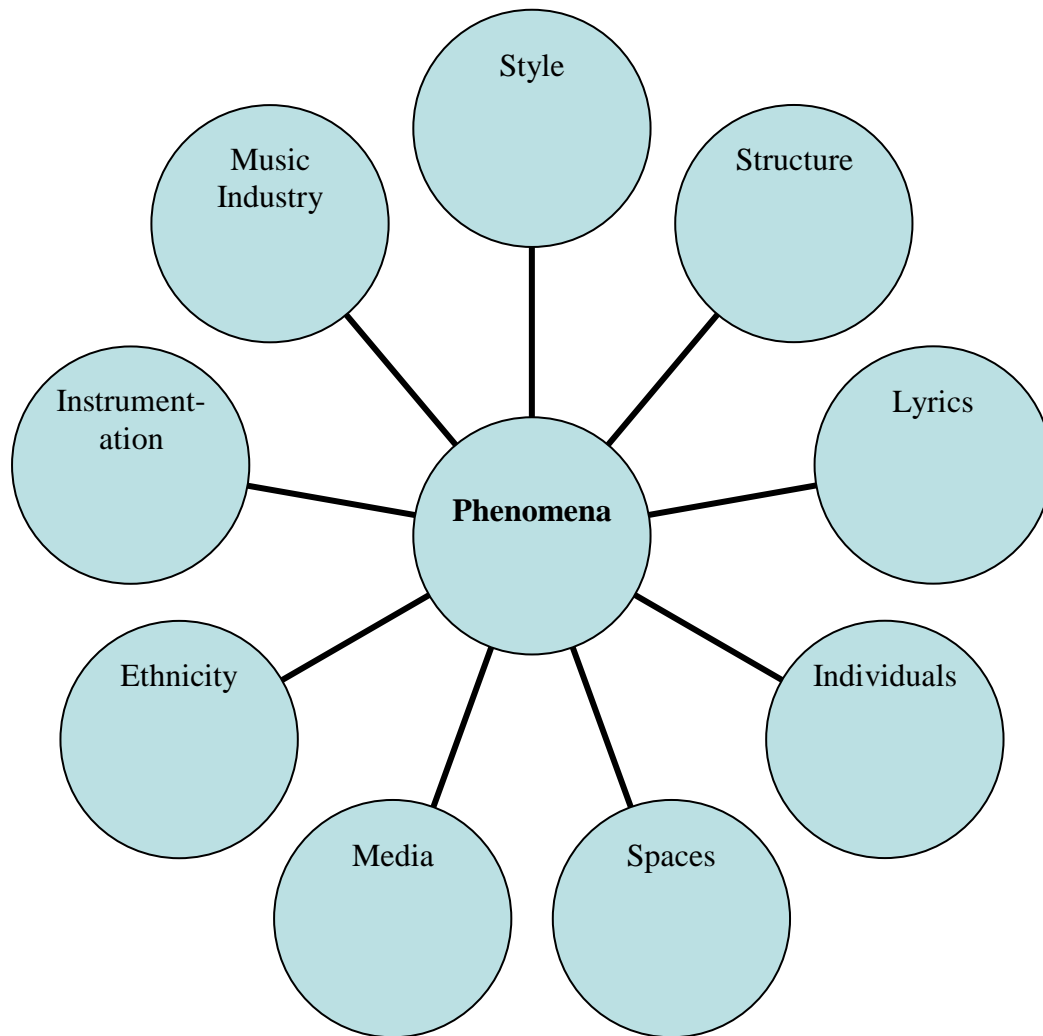 Style
Music
Industry
Structure
Instrument-
ation
Lyrics
Phenomena
Ethnicity
Individuals
Media
Spaces